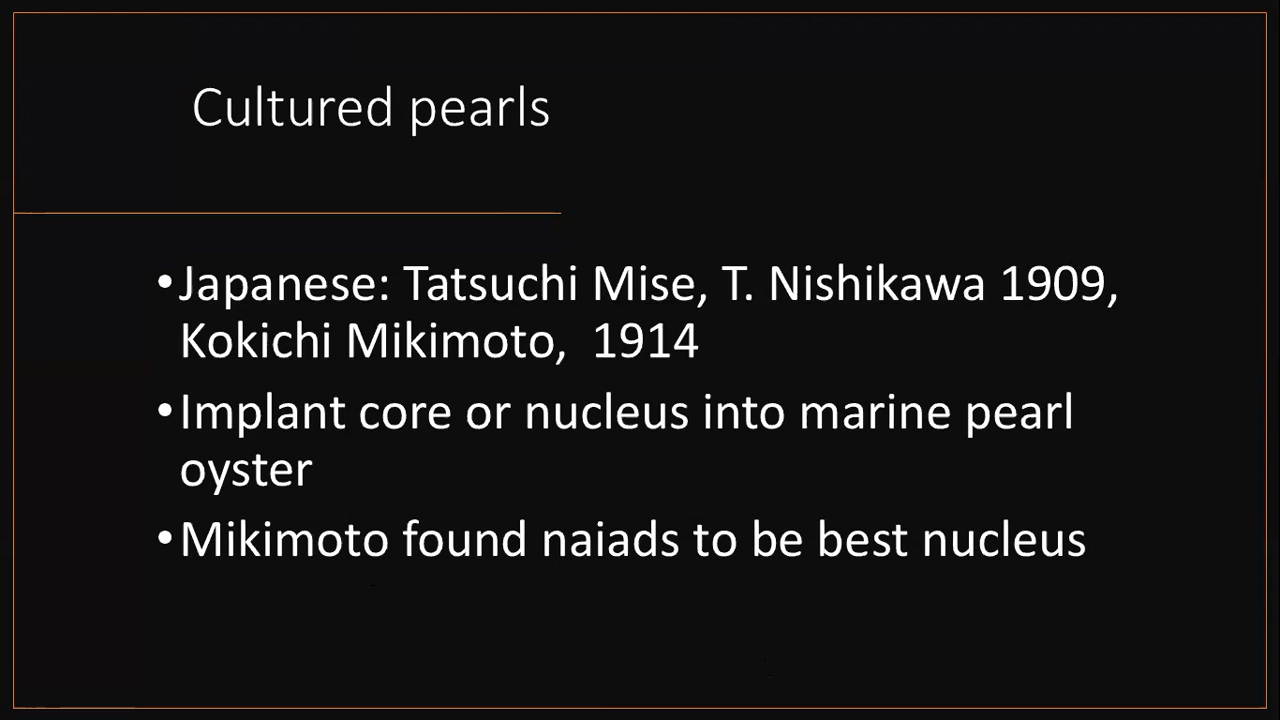 Cultured pearls
•Japanese: Tatsuchi Mise, T. Nishikawa 1909,
Kokichi Mikimoto,  1914
•Implant core or nucleus into marine pearl
oyster
•Mikimoto found naiads to be best nucleus